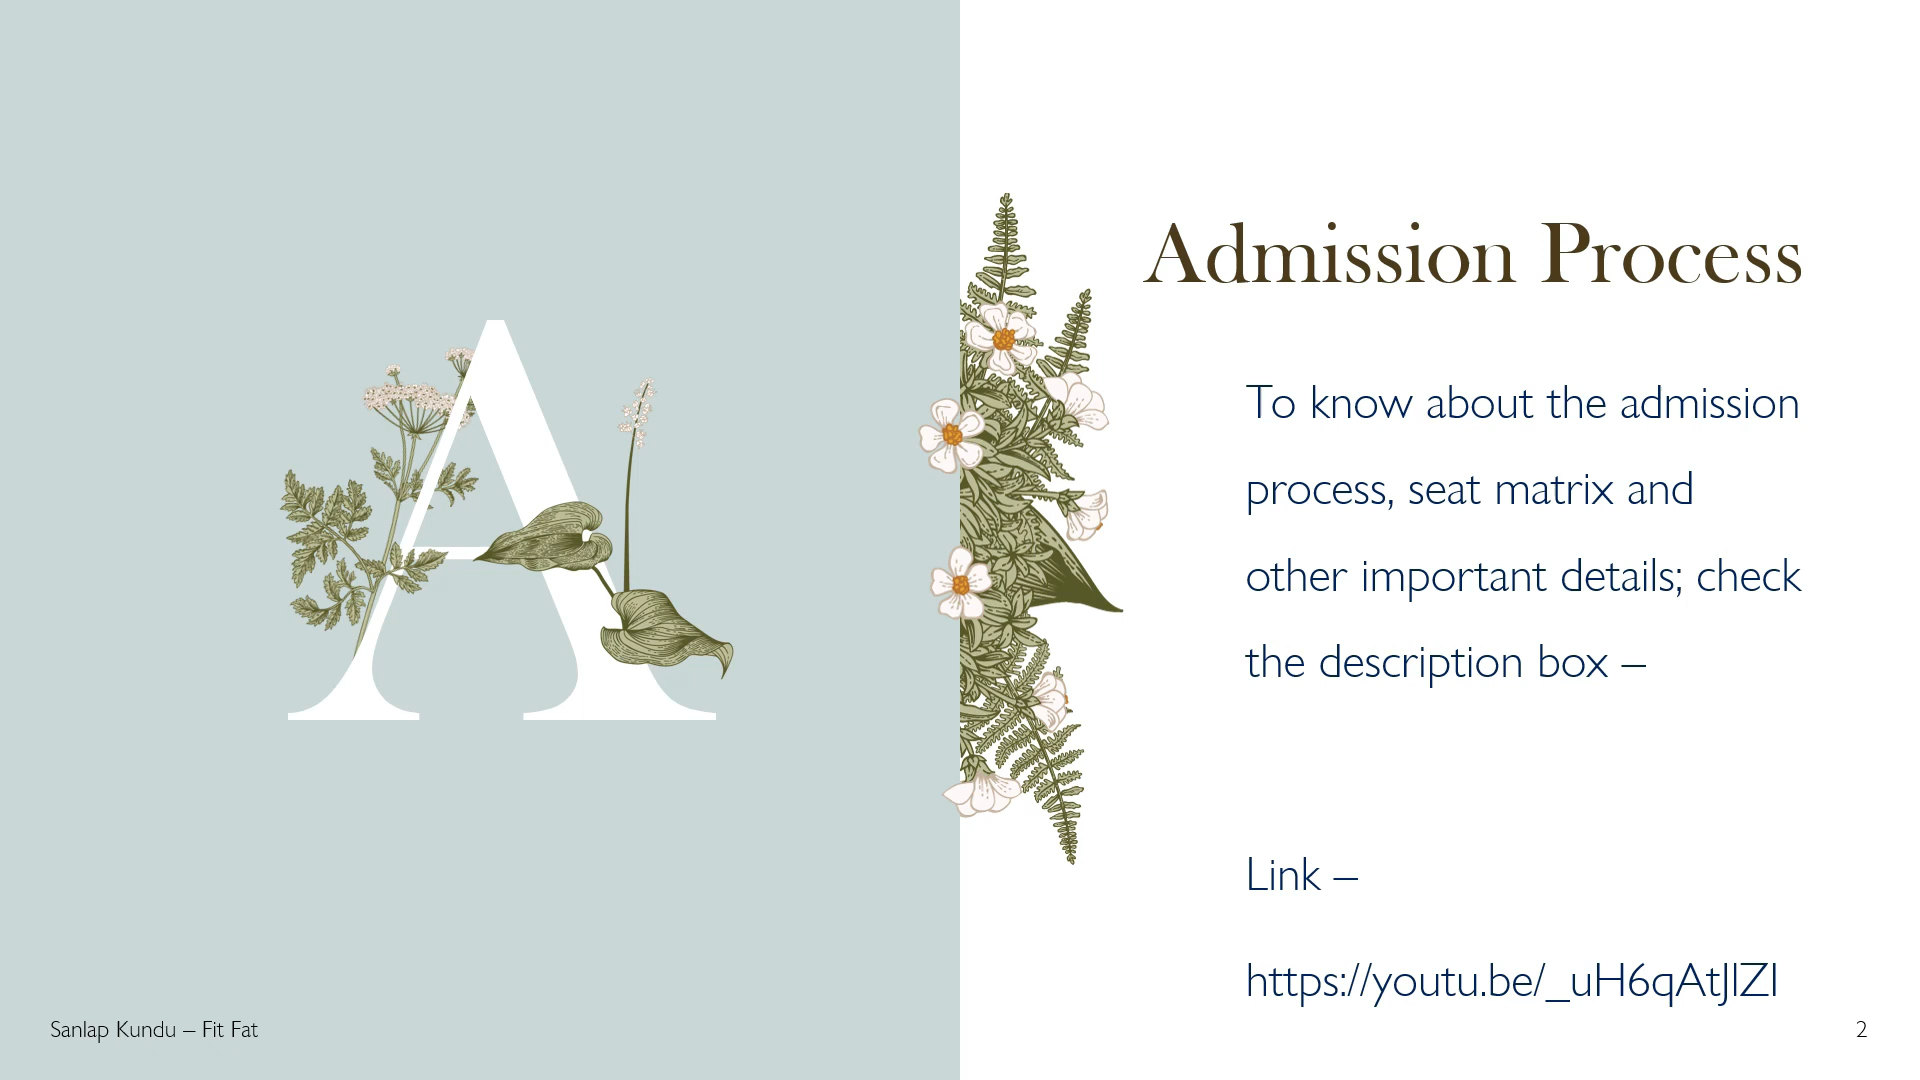 A
Admission Process
To know about the admission
process, seat matrix and
other important details; check
the description box –
Link –
https://youtu.be/_uH6qAtJlZI
Sanlap Kundu – Fit Fat
2